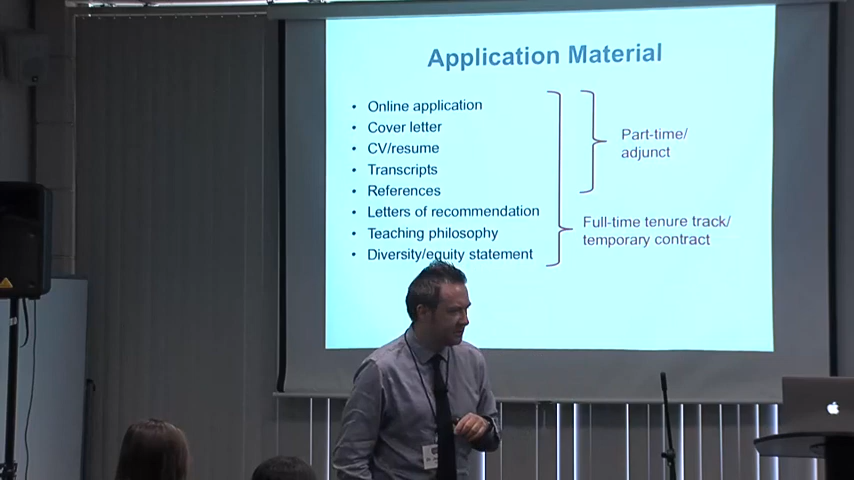 Application Material
• Online application
• Cover letter
• CV/resume
• Transcripts
• References
• Letters of recommendation
• Teaching philosophy
• Diversity/equity statement
Part-time/
adjunct
Full-time tenure track/
temporary contract